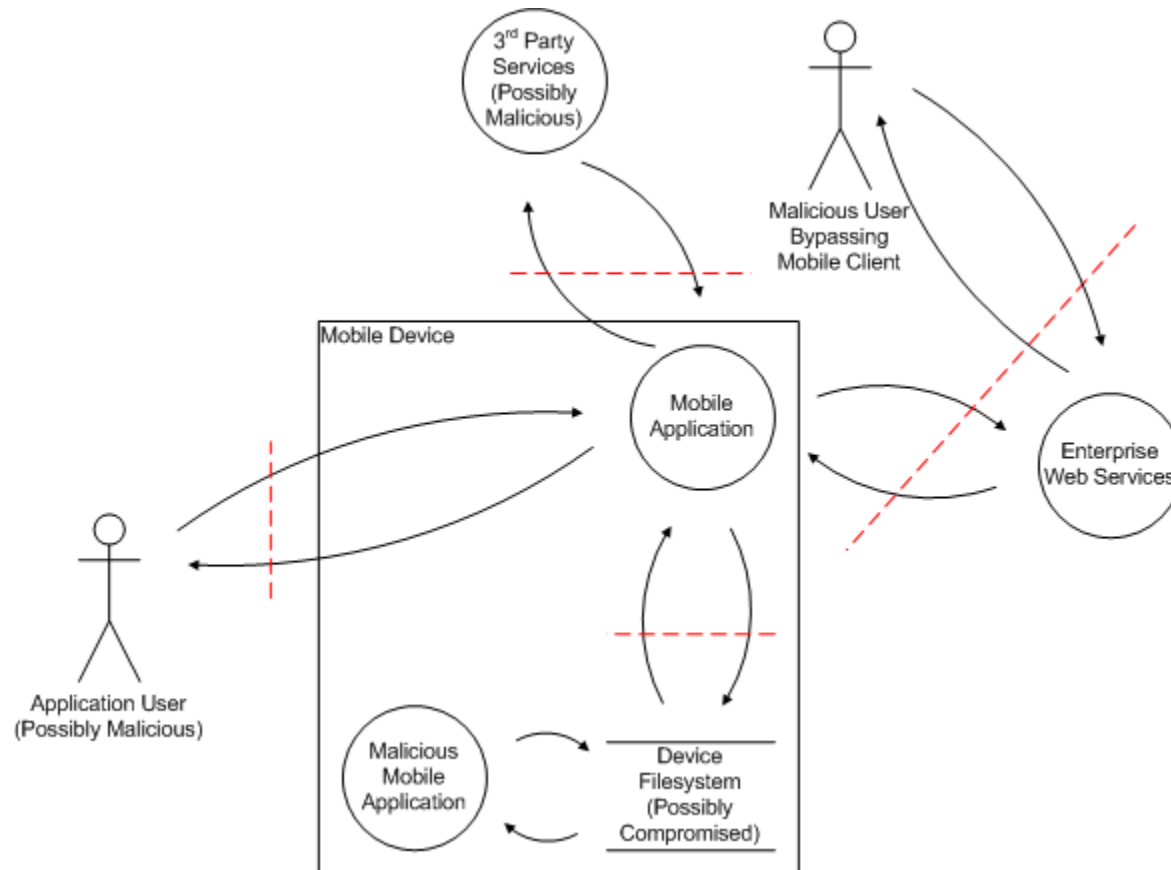 3rd Party
Services
(Possibly
Malicious)
Malicious User
Bypassing
Mobile Client
Mobile Device
Mobile
Application
Enterprise
Web Services
Application User
(Possibly Malicious)
Malicious
Mobile
Application
Device
Filesystem
(Possibly
Compromised)